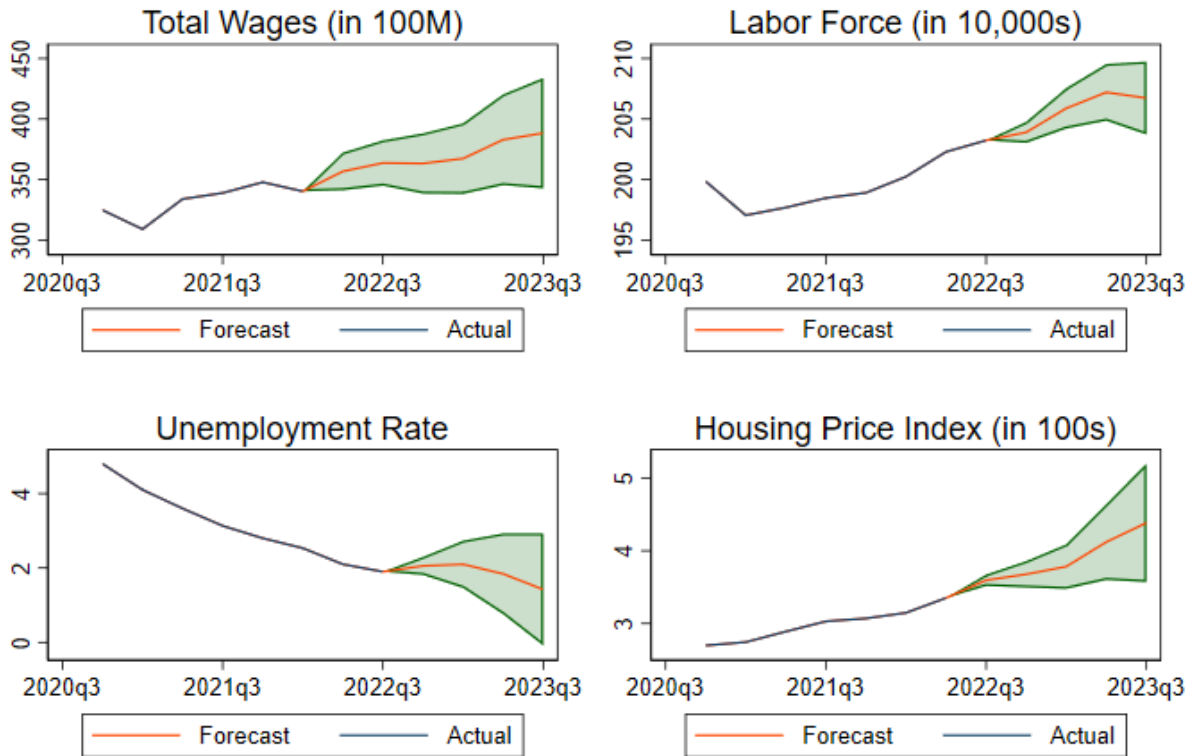 Total Wages (in 100M)
450
400
350
300
2020q3 2021q3 2022q3 2023q3
Forecast Actual
Labor Force (in 10,000s)
210
205
200
195
2020q3 2021q3 2022q3 2023q3
Forecast Actual
Unemployment Rate
4
2
0
2020q3 2021q3 2022q3 2023q3
Forecast Actual
Housing Price Index (in 100s)
5
4
3
2020q3 2021q3 2022q3 2023q3
Forecast Actual